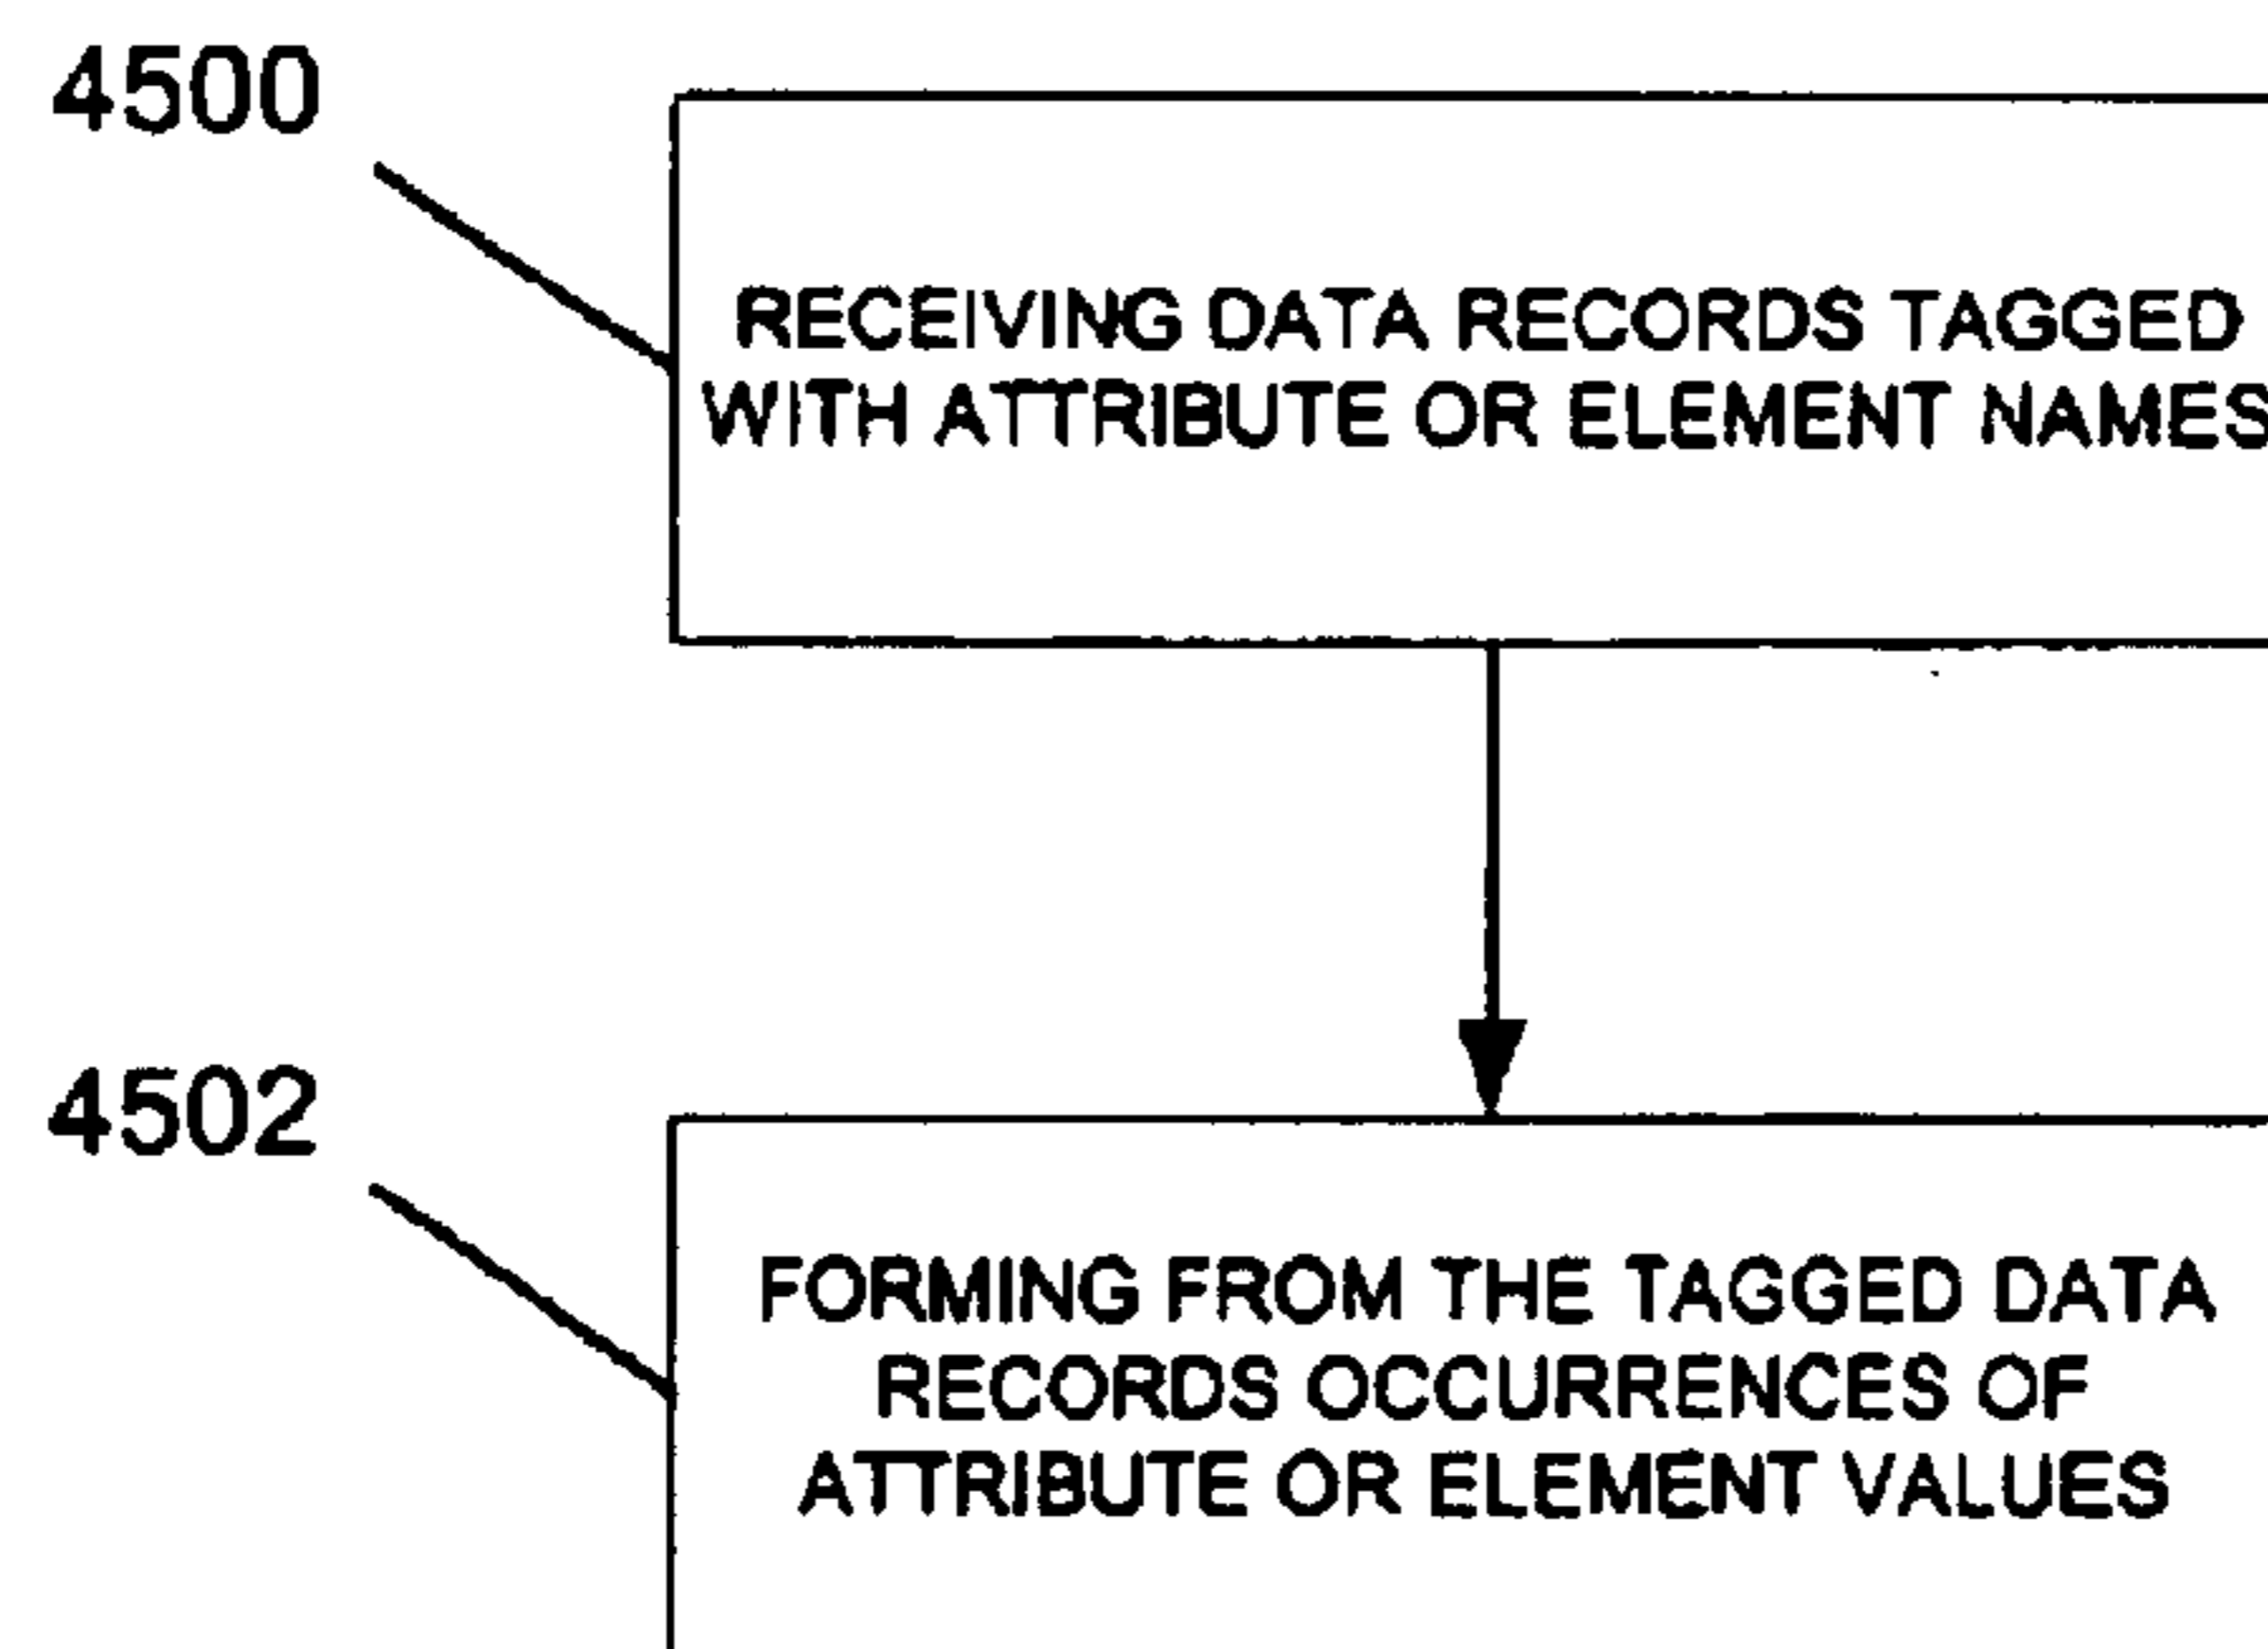 4500
RECEIVING DATA RECORDS TAGGED
WITH ATTRIBUTE OR ELEMENT NAMES
4502
FORMING FROM THE TAGGED DATA
RECORDS OCCURRENCES OF
ATTRIBUTE OR ELEMENT VALUES